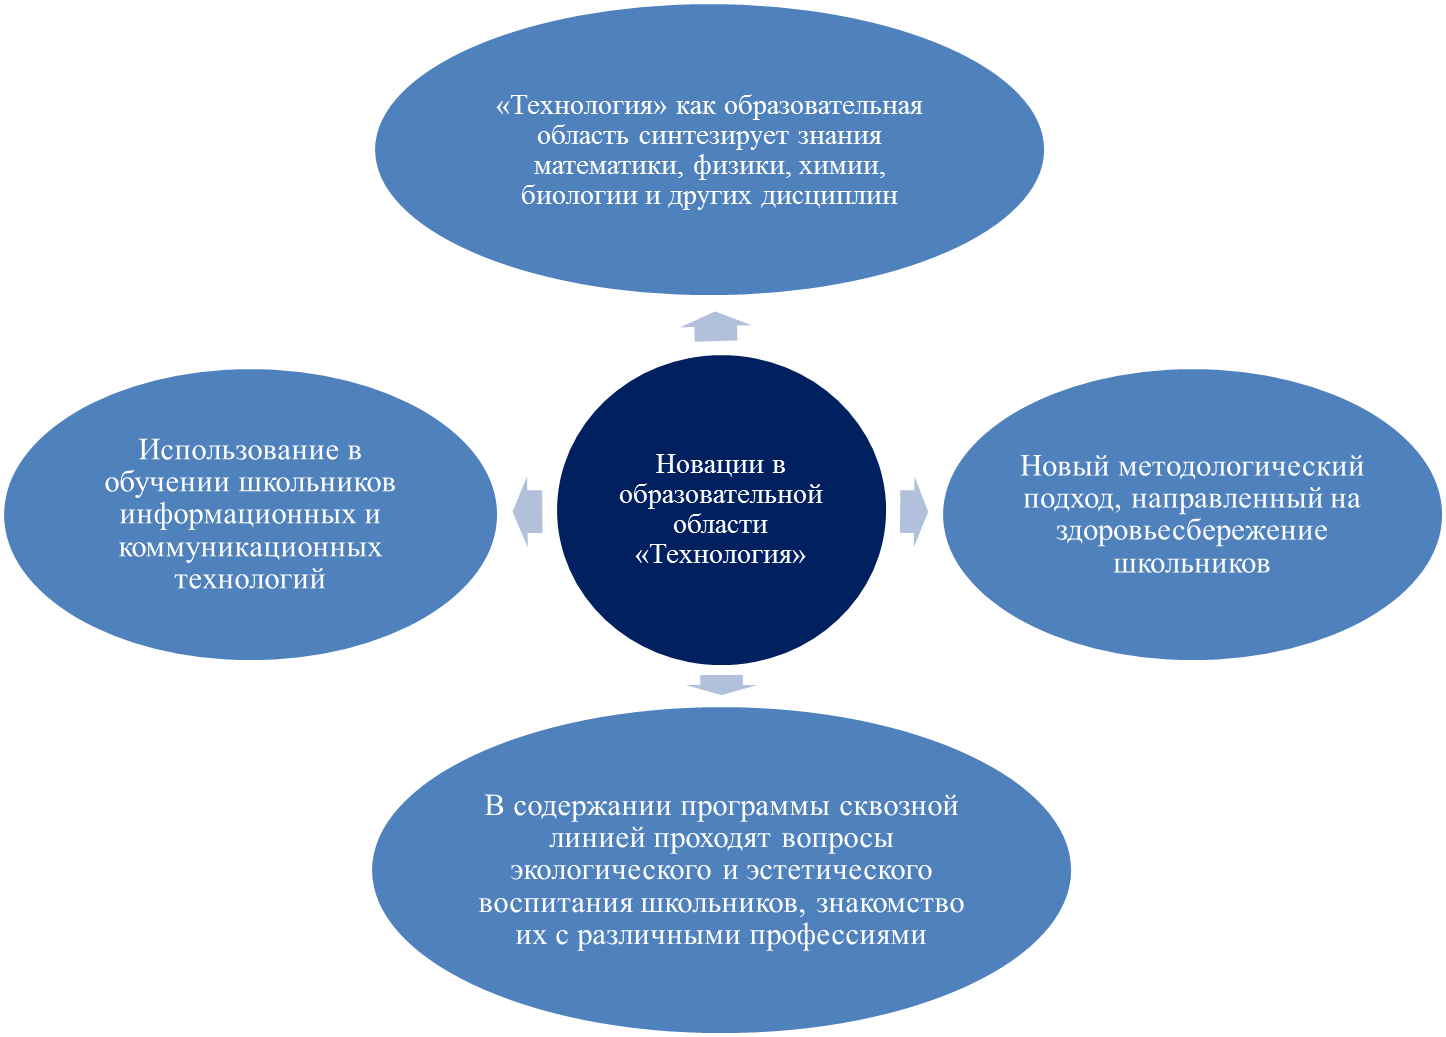 «Технология» как образовательная
область синтезирует знания
математики, физики, химии,
биологии и других дисциплин
Использование в
обучении школьников
информационных и
коммуникационных
технологий
Новации в
образовательной
области
«Технология»
Новый методологический
подход, направленный на
здоровьесбережение
школьников
В содержании программы сквозной
линией проходят вопросы
экологического и эстетического
воспитания школьников, знакомство
их с различными профессиями